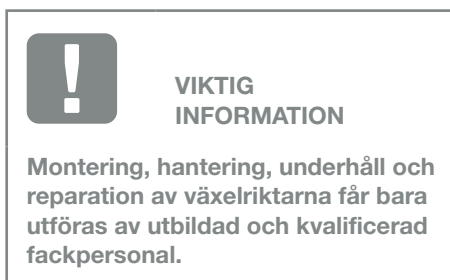 VIKTIG
INFORMATION
Montering, hantering, underhåll och
reparation av växelriktarna får bara
utföras av utbildad och kvalificerad
fackpersonal.